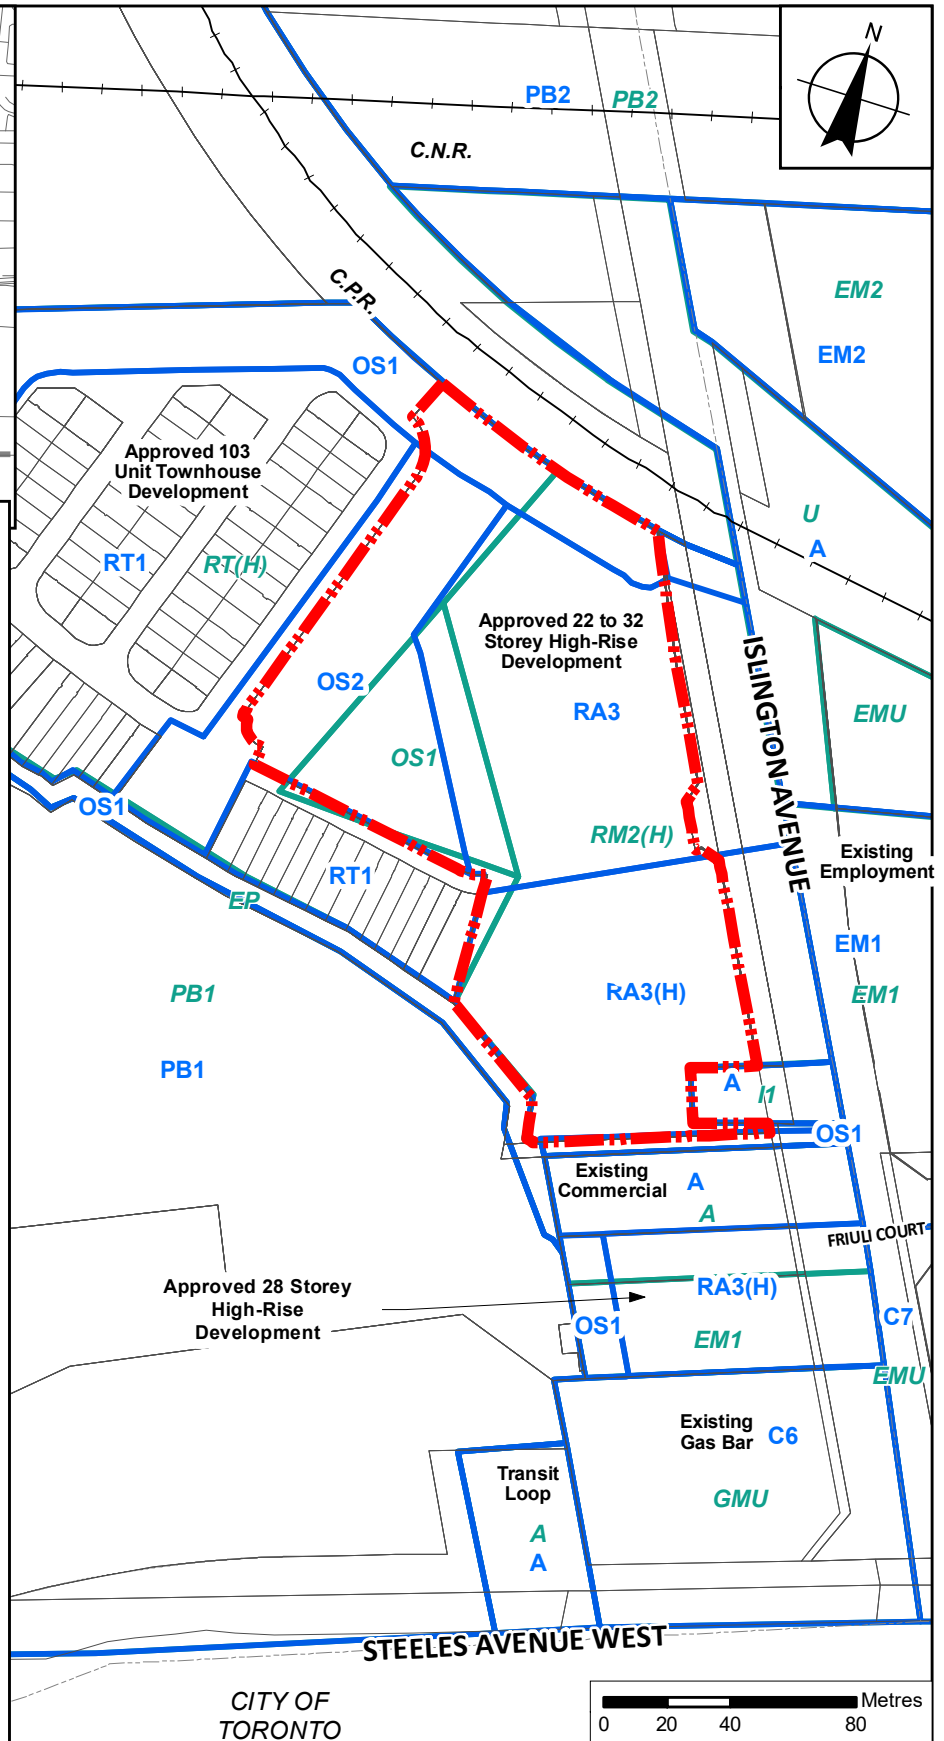 N
PB2
PB2
C.N.R.
EM2
C.P.R.
EM2
OS1
Approved 103
Unit Townhouse
Development
U
A
RT1
RT(H)
Approved 22 to 32
Storey High-Rise
Development
ISLINGTON AVENUE
OS2
RA3
EMU
OS1
OS1
RM2(H)
Existing
Employment
RT1
EP
EM1
PB1
RA3(H)
EM1
PB1
A
I1
OS1
Existing
Commercial
A
A
FRIULI COURT
Approved 28 Storey
High-Rise
Development
RA3(H)
OS1
C7
EM1
EMU
Existing
Gas Bar
C6
Transit
Loop
GMU
A
A
STEELES AVENUE WEST
CITY OF
TORONTO
Metres
0 20 40 80